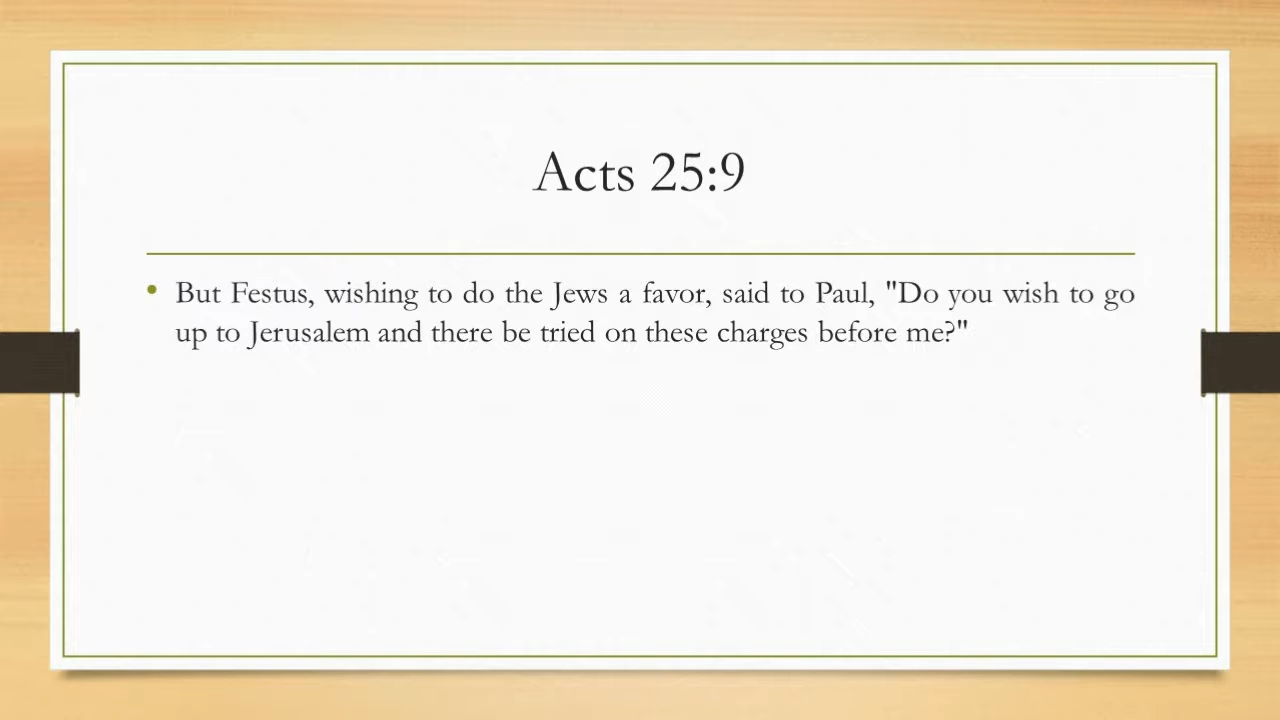 Acts 25:9
• But Festus, wishing to do the Jews a favor, said to Paul, "Do you wish to go
up to Jerusalem and there be tried on these charges before me?"